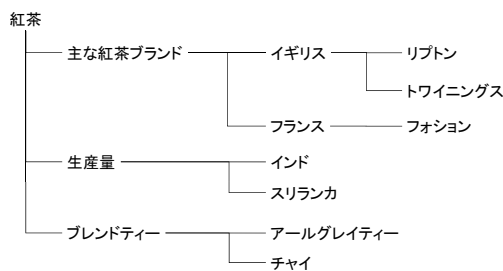 紅茶
主な紅茶ブランド イギリス リプトン
トワイニングス
フランス フォション
生産量 インド
スリランカ
ブレンドティー アールグレイティー
チャイ